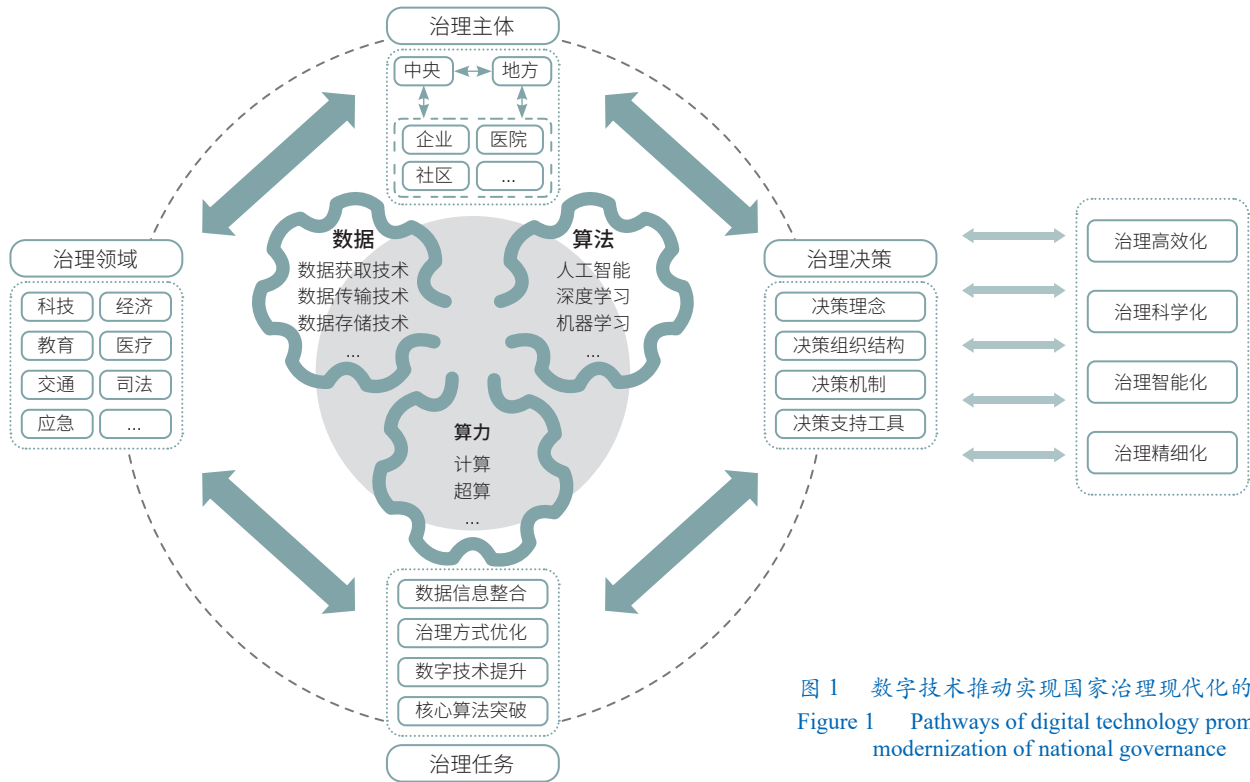 治理主体
中央
地方
企业
医院
社区
...
数据
数据获取技术
数据传输技术
数据存储技术
...
算法
人工智能
深度学习
机器学习
...
算力
计算
超算
...
治理领域
科技
经济
教育
医疗
交通
司法
应急
...
治理决策
决策理念
决策组织结构
决策机制
决策支持工具
治理高效化
治理科学化
治理智能化
治理精细化
数据信息整合
治理方式优化
数字技术提升
核心算法突破
治理任务
图 1 数字技术推动实现国家治理现代化的
Figure 1 Pathways of digital technology prom
modernization of national governance